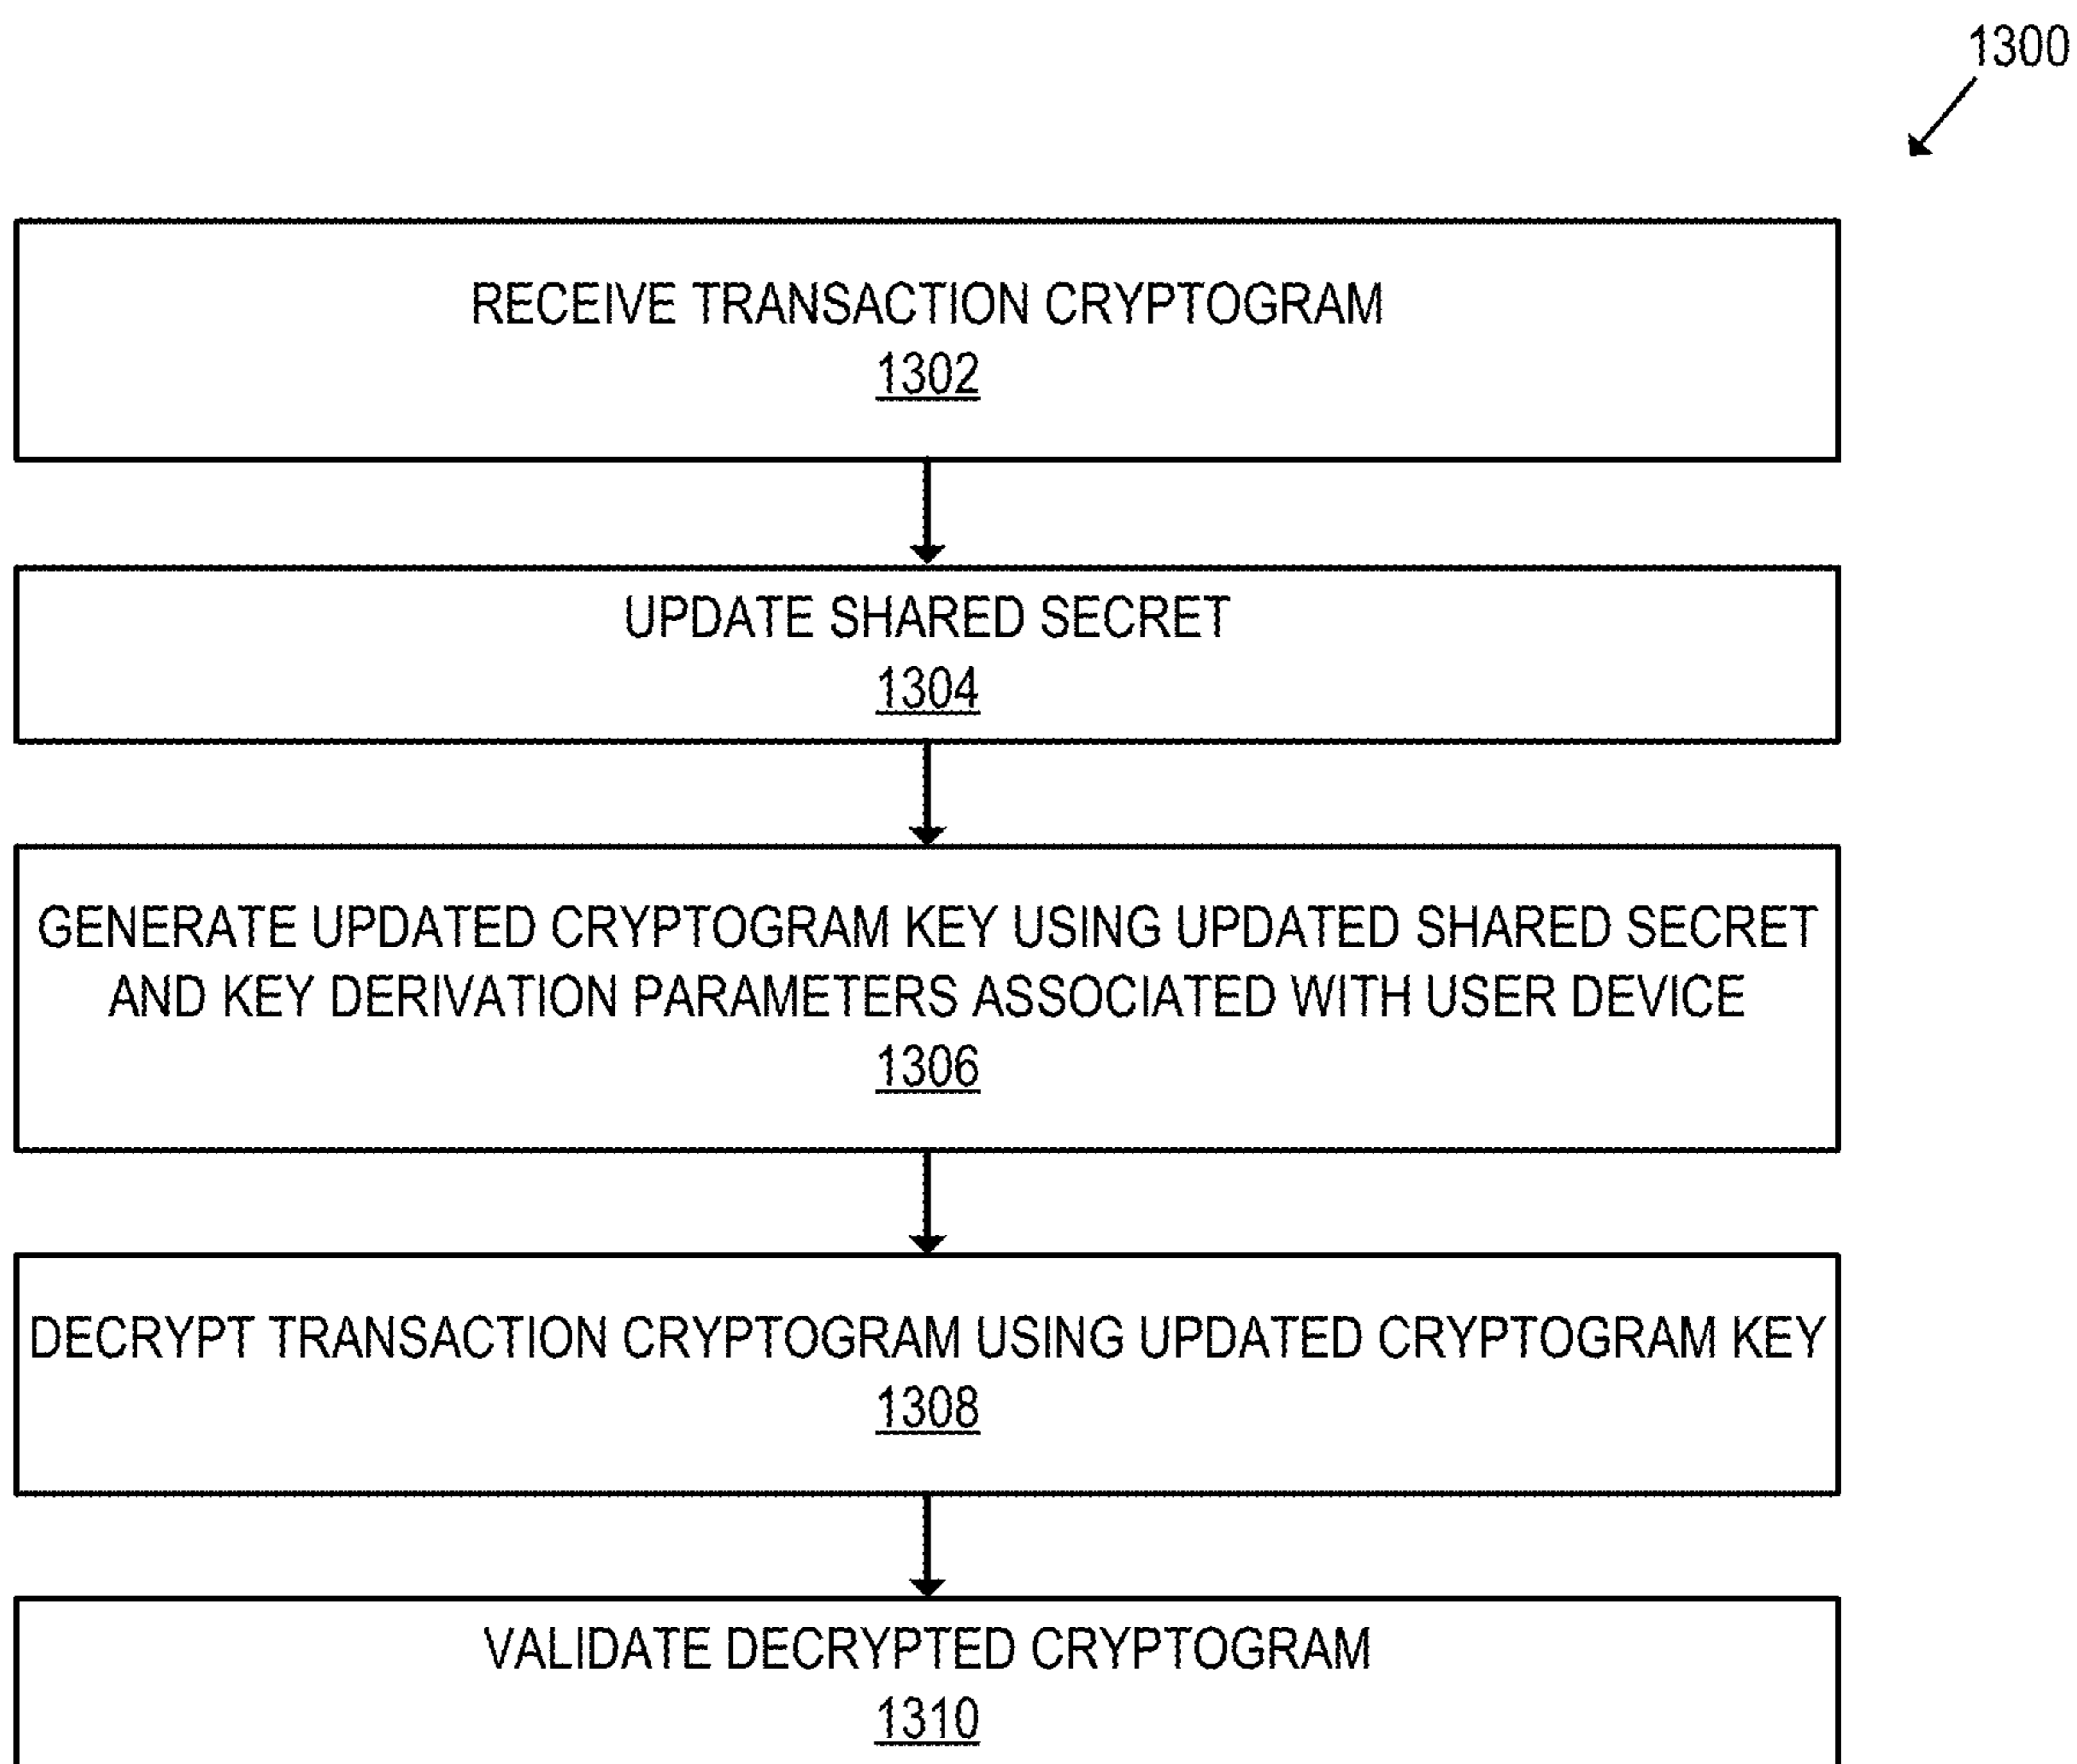 1300
RECEIVE TRANSACTION CRYPTOGRAM
1302
UPDATE SHARED SECRET
1304
GENERATE UPDATED CRYPTOGRAM KEY USING UPDATED SHARED SECRET
AND KEY DERIVATION PARAMETERS ASSOCIATED WITH USER DEVICE
1306
DECRYPT TRANSACTION CRYPTOGRAM USING UPDATED CRYPTOGRAM KEY
1308
VALIDATE DECRYPTED CRYPTOGRAM
1310